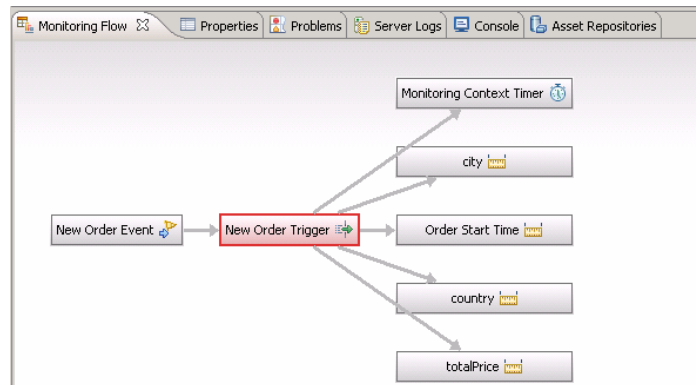 Monitoring Flow Properties Problems Server Logs Console Asset Repositories
Monitoring Context Timer
city
New Order Event New Order Trigger Order Start Time
country
totalPrice